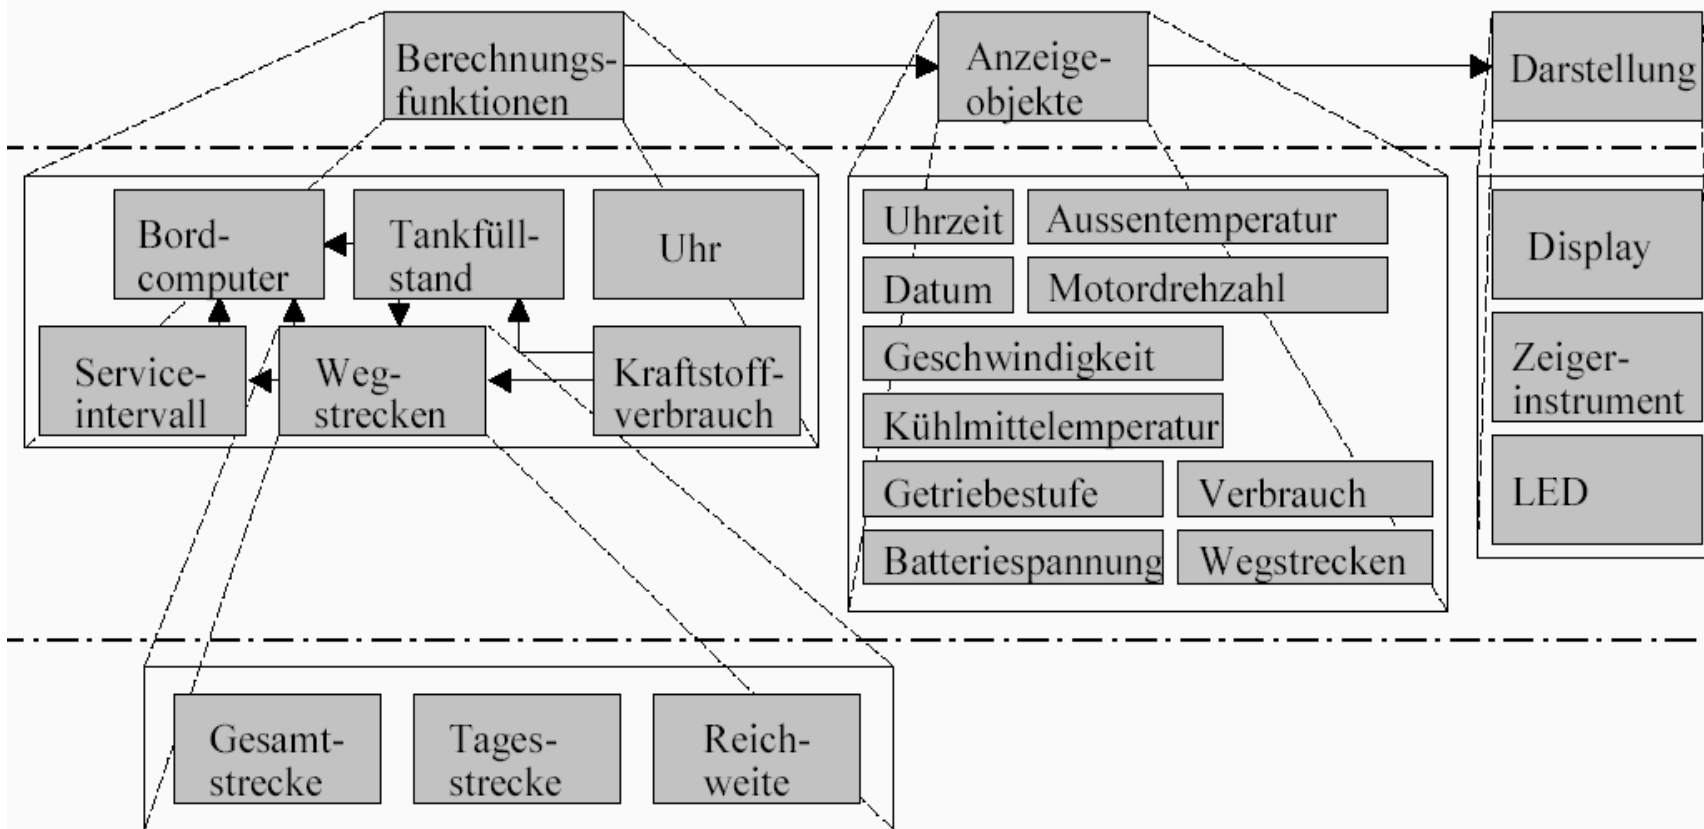 Berechnungs-
funktionen
Anzeige-
objekte
Darstellung
Bord-
computer
Tankfüll-
stand
Uhr
Service-
intervall
Weg-
strecken
Kraftstoff-
verbrauch
Uhrzeit
Aussentemperatur
Datum
Motordrehzahl
Geschwindigkeit
Kühlmittelemperatur
Getriebestufe
Verbrauch
Batteriespannung
Wegstrecken
Display
Zeiger-
instrument
LED
Gesamt-
strecke
Tages-
strecke
Reich-
weite